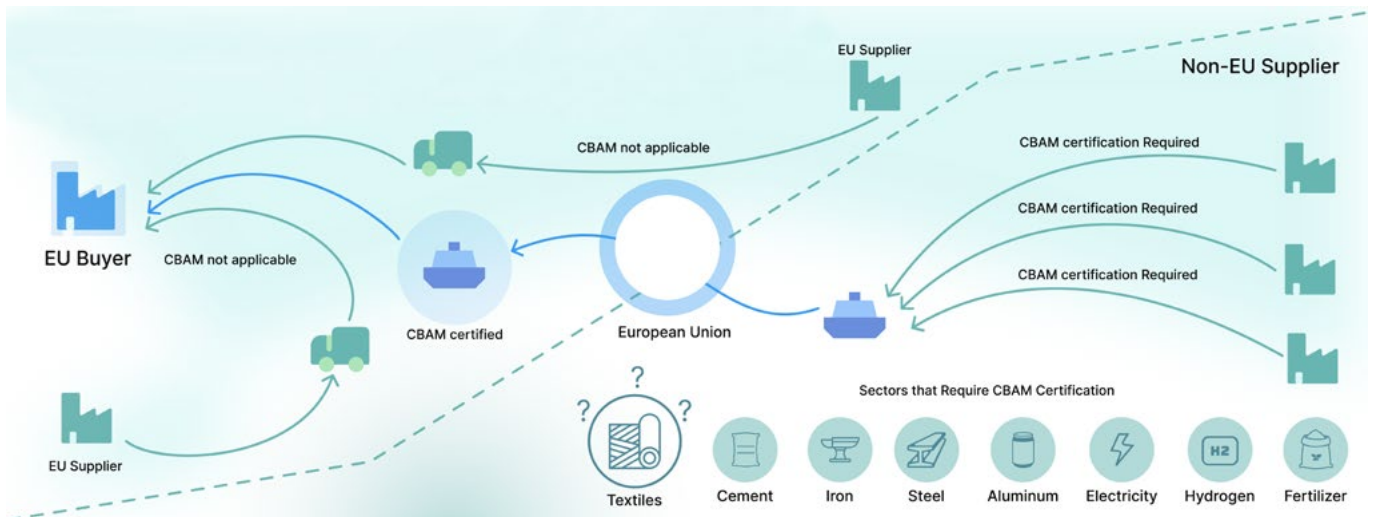 EU Supplier
Non-EU Supplier
CBAM not applicable
CBAM certification Required
CBAM certification Required
EU Buyer
CBAM not applicable
CBAM certification Required
CBAM certified
European Union
EU Supplier
Sectors that Require CBAM Certification
? ? ?
H2
Textiles
Cement
Iron
Steel
Aluminum
Electricity
Hydrogen
Fertilizer